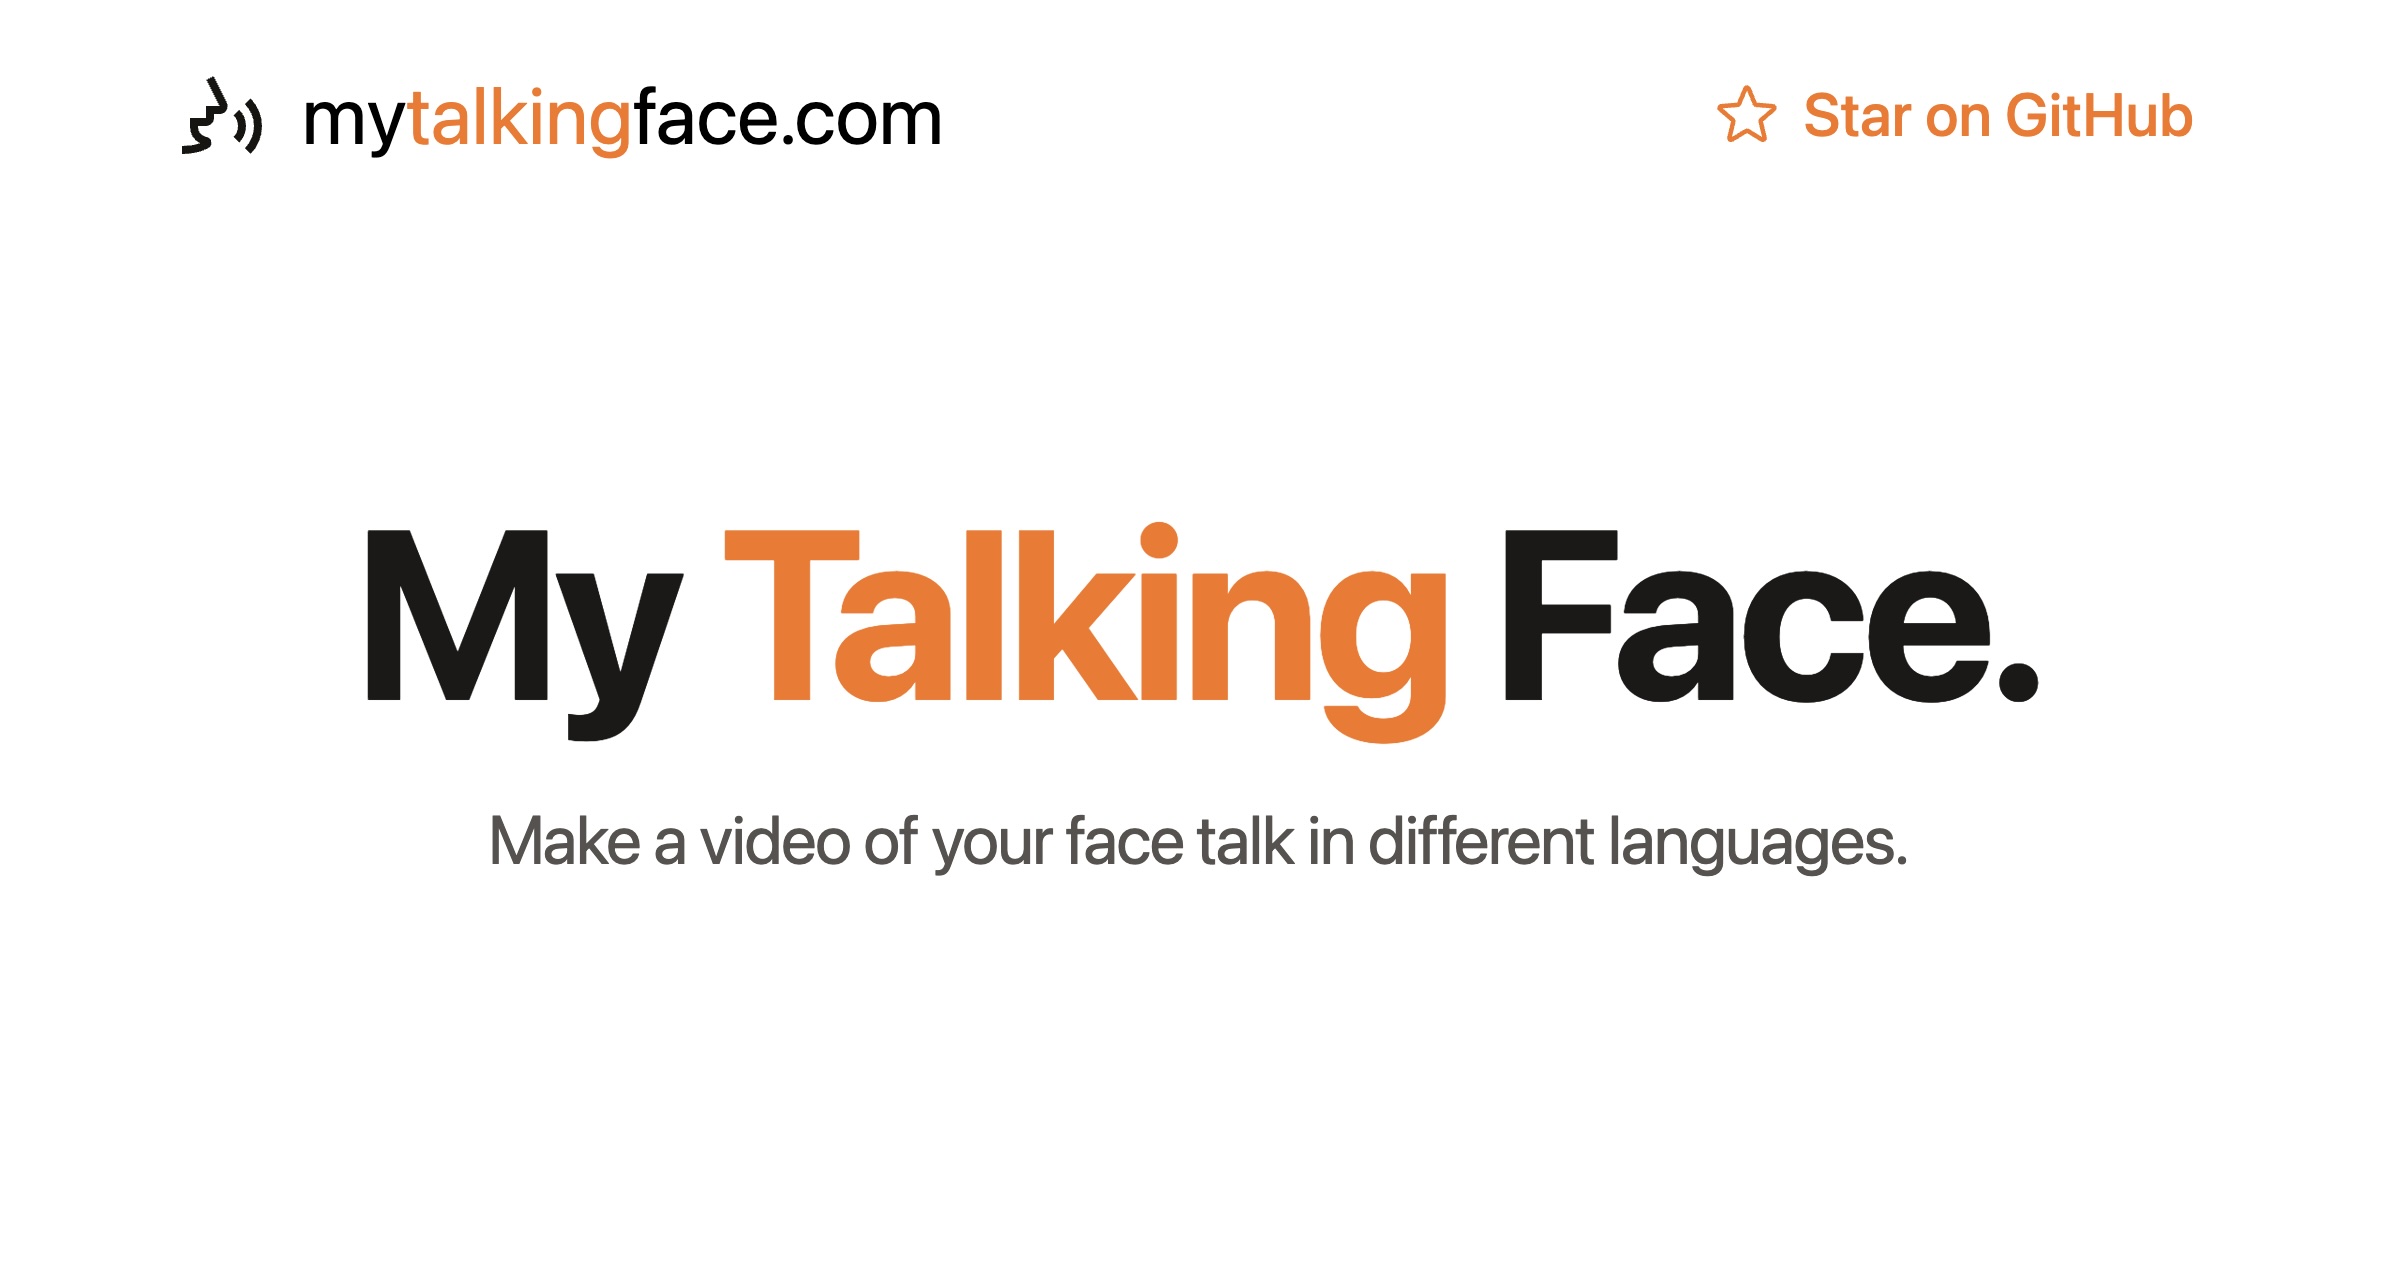 mytalkingface.com
Star on GitHub
My Talking Face.
Make a video of your face talk in different languages.